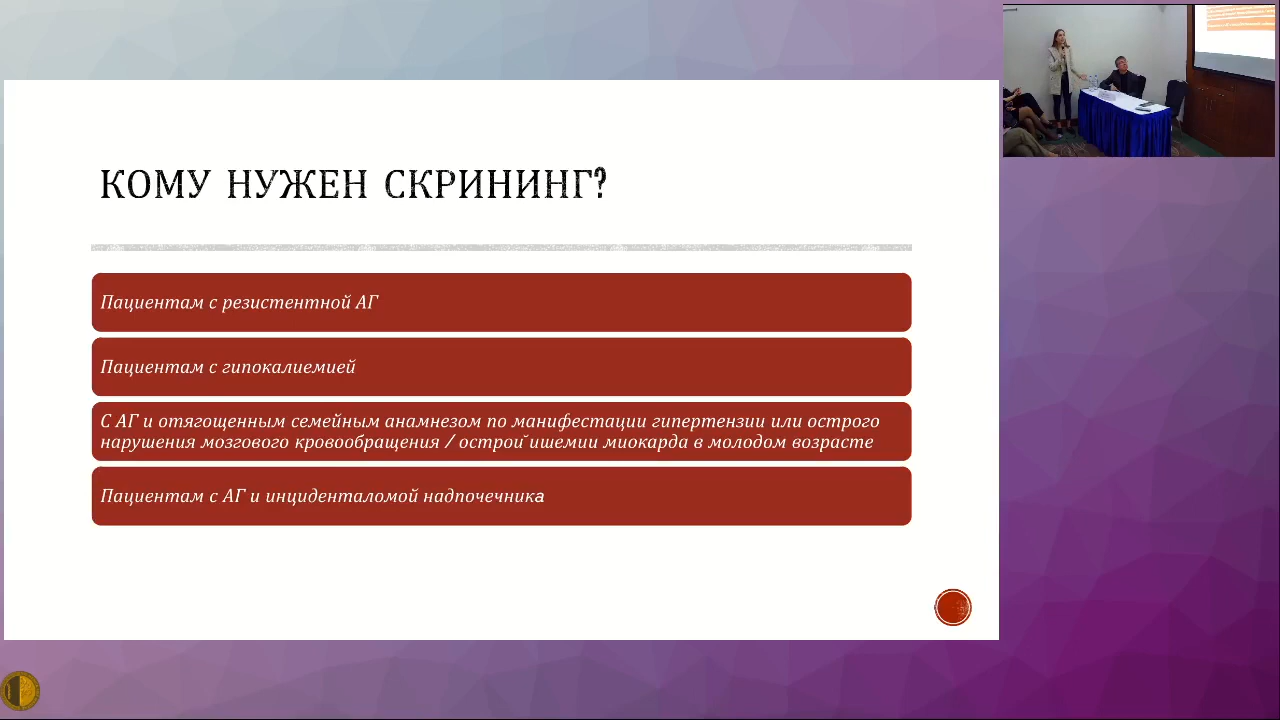 КОМУ НУЖЕН СКРИНИНГ?
Пациентам с резистентной АГ
Пациентам с гипокалиемией
С АГ и отягощенным семейным анамнезом по манифестации гипертензии или острого
нарушения мозгового кровообращения / острой ишемии миокарда в молодом возрасте
Пациентам с АГ и инциденталомой надпочечника